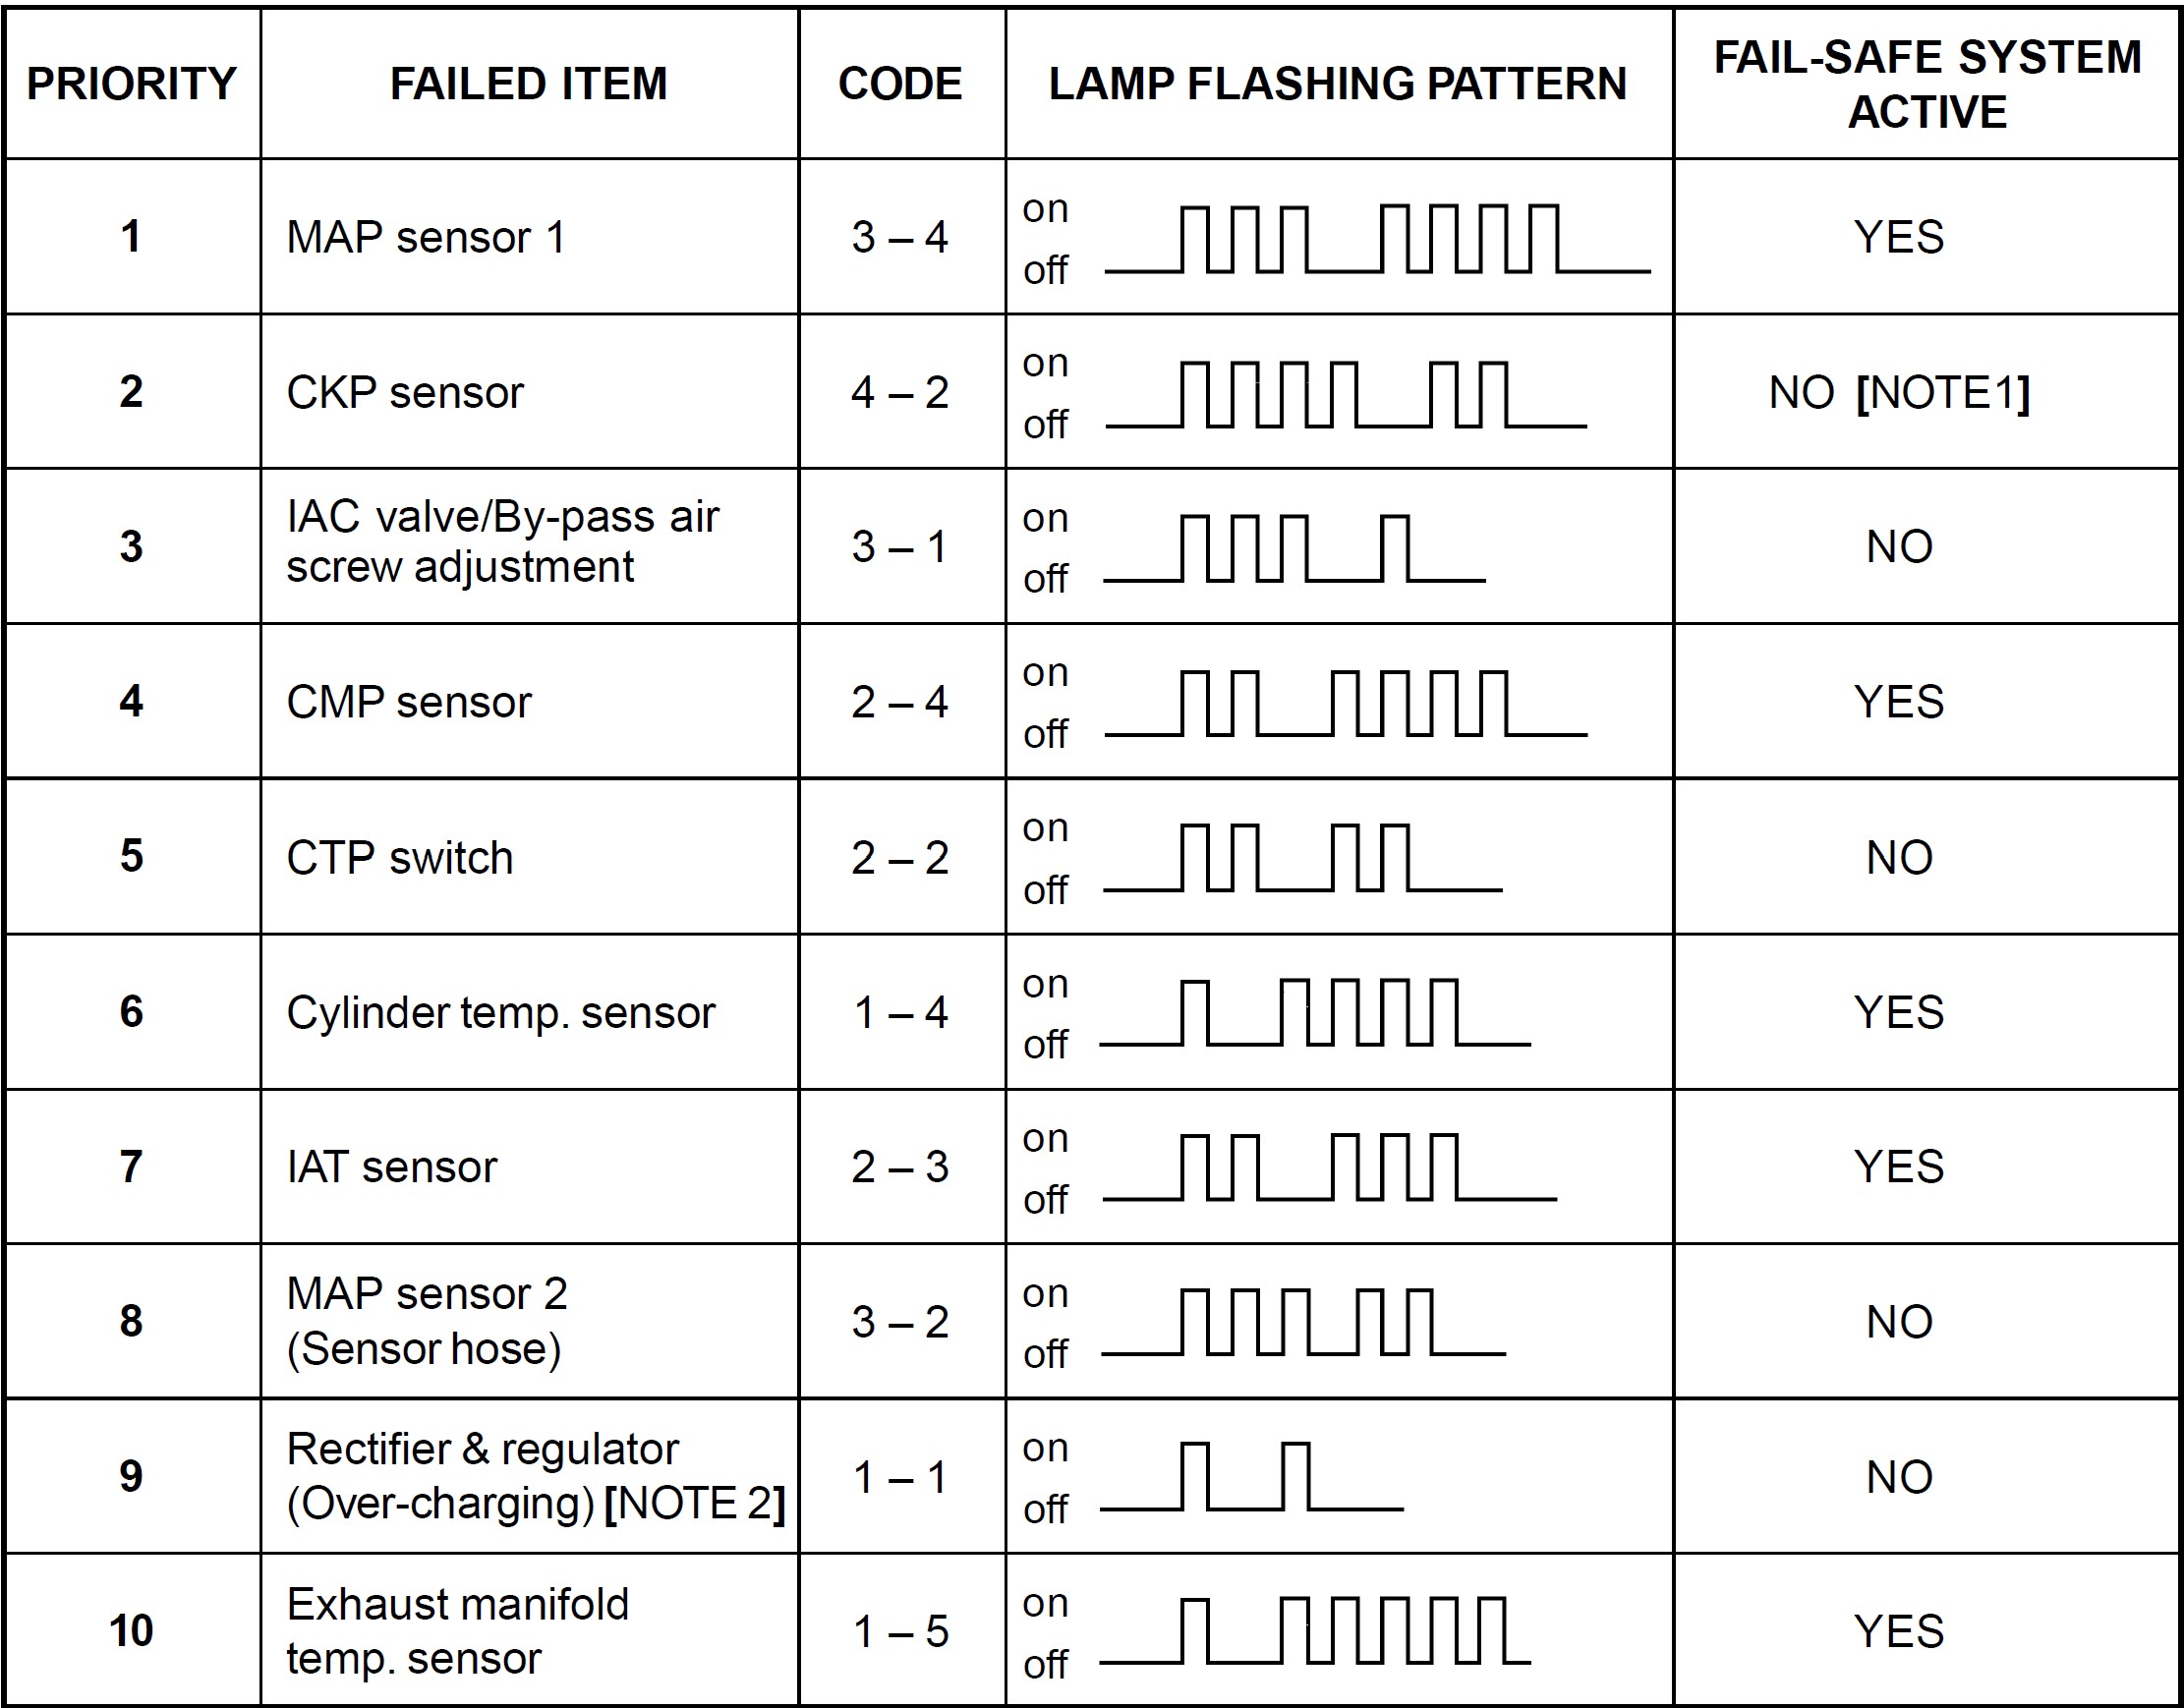 PRIORITY FAILED ITEM CODE LAMP FLASHING PATTERN FAIL-SAFE SYSTEM
ACTIVE
1 MAP sensor 1 3 – 4 on
off
YES
2 CKP sensor 4 – 2 on
off
NO [NOTE1]
3 IAC valve/By-pass air
screw adjustment
3 – 1 on
off
NO
4 CMP sensor 2 – 4 on
off
YES
5 CTP switch 2 – 2 on
off
NO
6 Cylinder temp. sensor 1 – 4 on
off
YES
7 IAT sensor 2 – 3 on
off
YES
8 MAP sensor 2
(Sensor hose)
3 – 2 on
off
NO
9 Rectifier & regulator
(Over-charging) [NOTE 2]
1 – 1 on
off
NO
10 Exhaust manifold
temp. sensor
1 – 5 on
off
YES